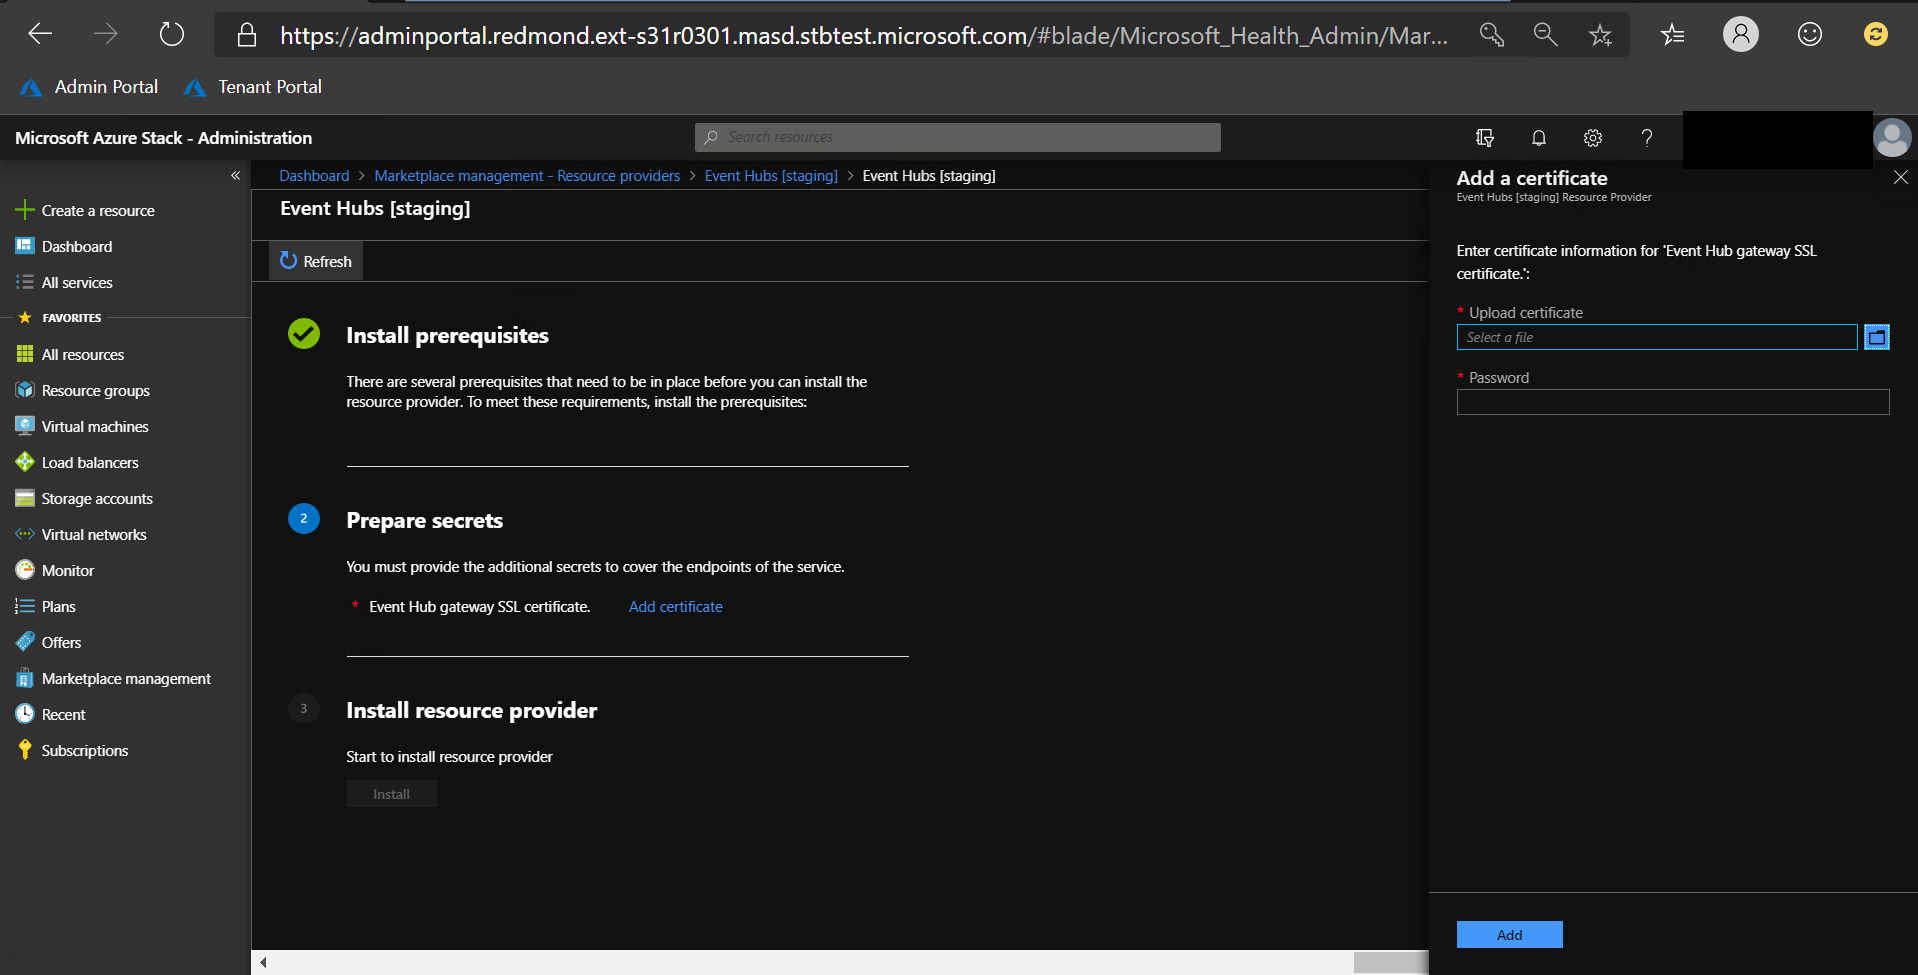 https://adminportal.redmond.ext-s31r0301.masd.stbtest.microsoft.com/#blade/Microsoft_Health_Admin/Mar...
Admin Portal
Tenant Portal
Microsoft Azure Stack - Administration
Search resources
?
«
Create a resource
Dashboard
All services
FAVORITES
All resources
Resource groups
Virtual machines
Load balancers
Storage accounts
Virtual networks
Monitor
Plans
Offers
Marketplace management
Recent
Subscriptions
Dashboard > Marketplace management - Resource providers > Event Hubs [staging] > Event Hubs [staging]
Event Hubs [staging]
Refresh
Install prerequisites
There are several prerequisites that need to be in place before you can install the
resource provider. To meet these requirements, install the prerequisites:
2
Prepare secrets
You must provide the additional secrets to cover the endpoints of the service.
* Event Hub gateway SSL certificate. Add certificate
3
Install resource provider
Start to install resource provider
Install
Add a certificate
Event Hubs [staging] Resource Provider
Enter certificate information for 'Event Hub gateway SSL
certificate.':
* Upload certificate
Select a file
* Password
Add